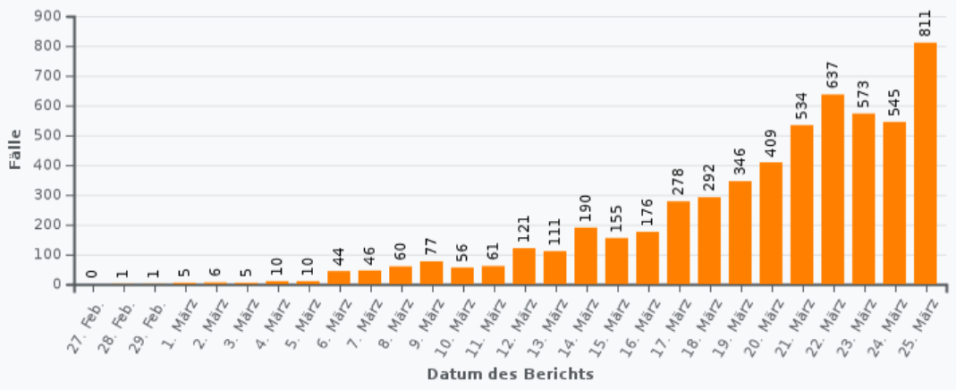 900
800
700
600
500
400
300
200
100
0
Fälle
0 1 1 5 6 5 10 10 44 46 60 77 56 61 121 111 190 155 176 278 292 346 409 534 637 573 545 811
27. Feb. 28. Feb. 29. Feb. 1. März 2. März 3. März 4. März 5. März 6. März 7. März 8. März 9. März 10. März 11. März 12. März 13. März 14. März 15. März 16. März 17. März 18. März 19. März 20. März 21. März 22. März 23. März 24. März 25. März
Datum des Berichts